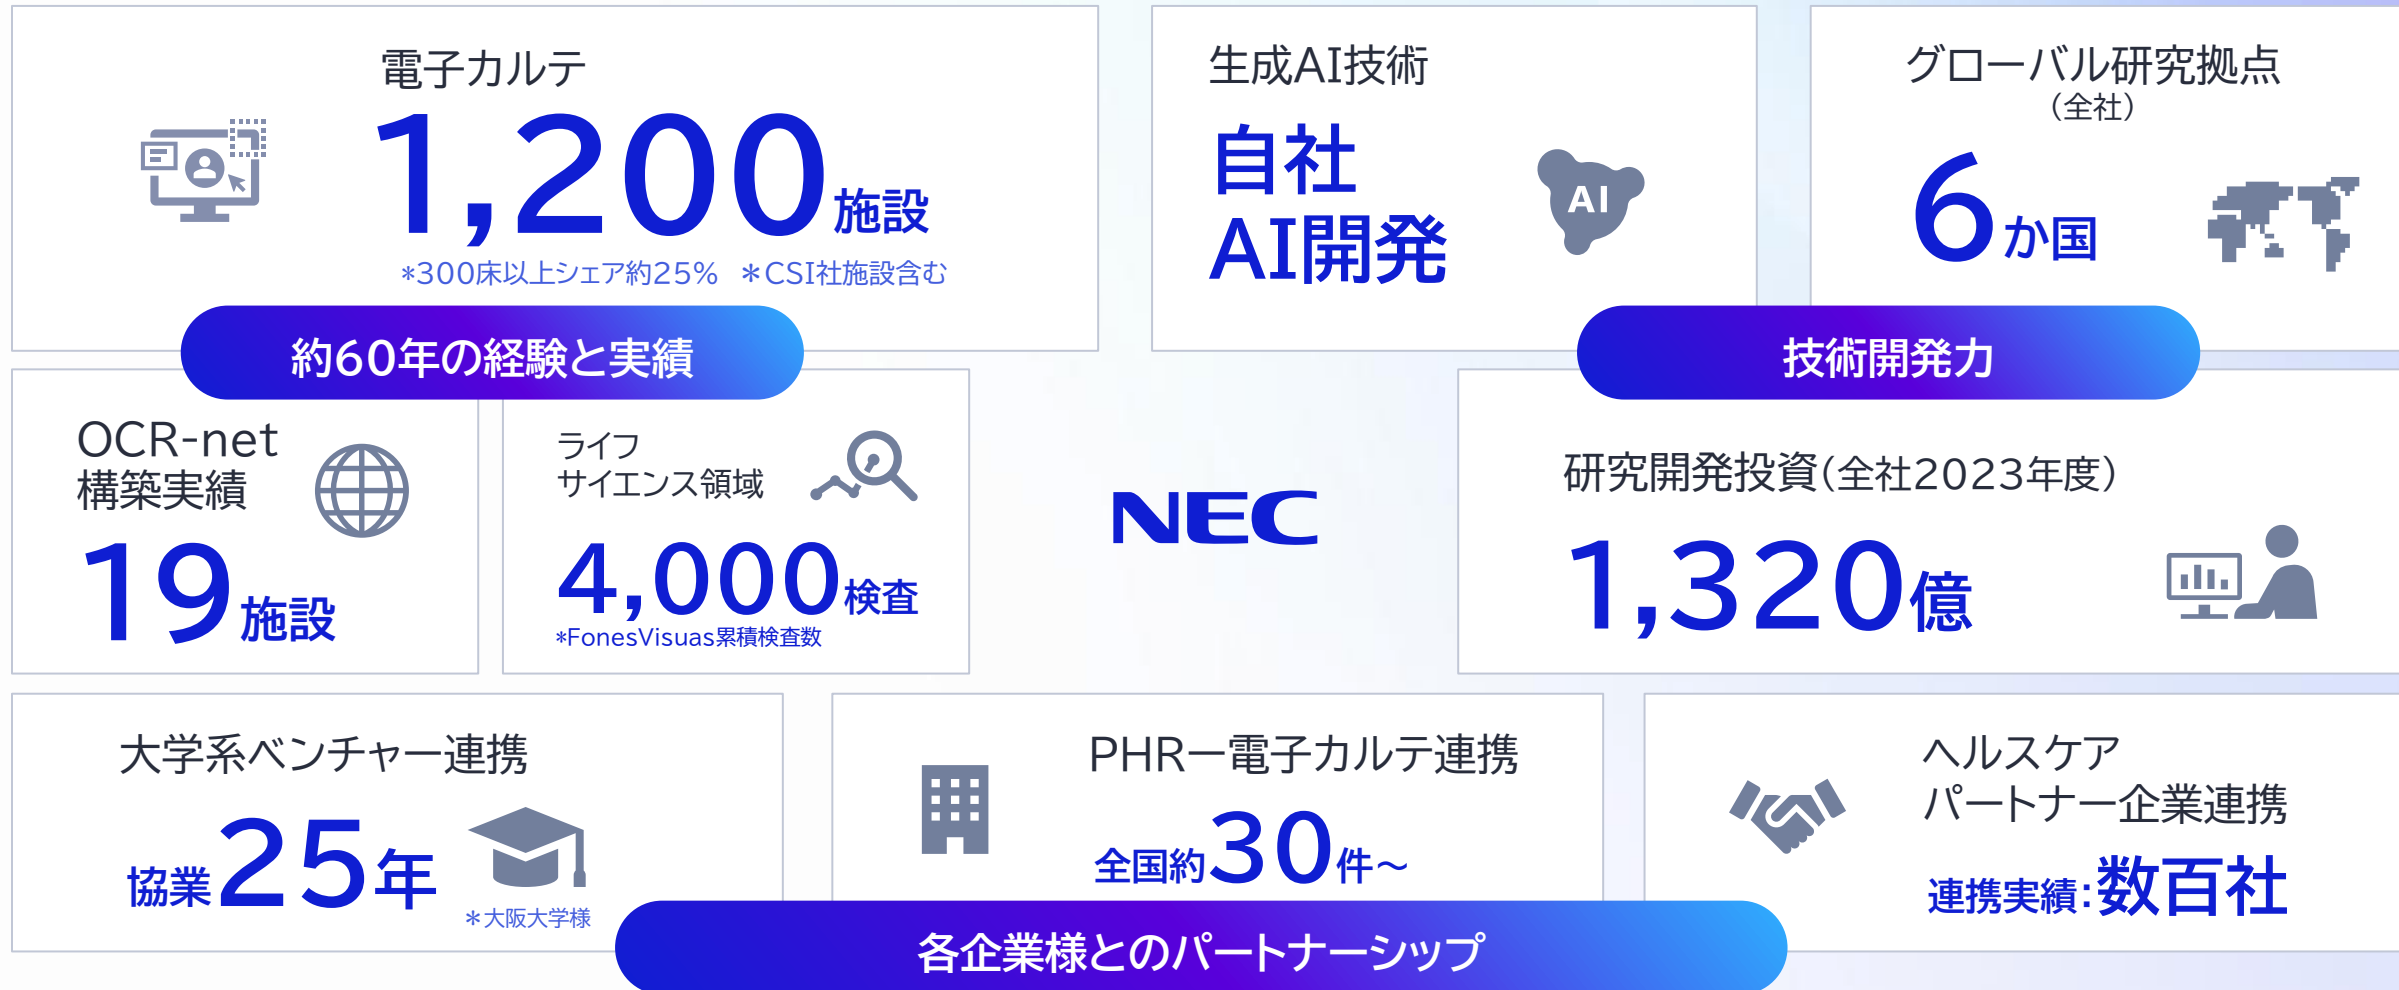 電子カルテ
1,200施設
*300床以上シェア約25% *CSI社施設含む
生成AI技術
自社
AI開発
AI
グローバル研究拠点
(全社)
6か国
約60年の経験と実績
技術開発力
OCR-net
構築実績
19施設
ライフ
サイエンス領域
4,000検査
*FonesVisuas累積検査数
NEC
研究開発投資(全社2023年度)
1,320億
大学系ベンチャー連携
協業25年
*大阪大学様
PHRー電子カルテ連携
全国約30件～
ヘルスケア
パートナー企業連携
連携実績:数百社
各企業様とのパートナーシップ